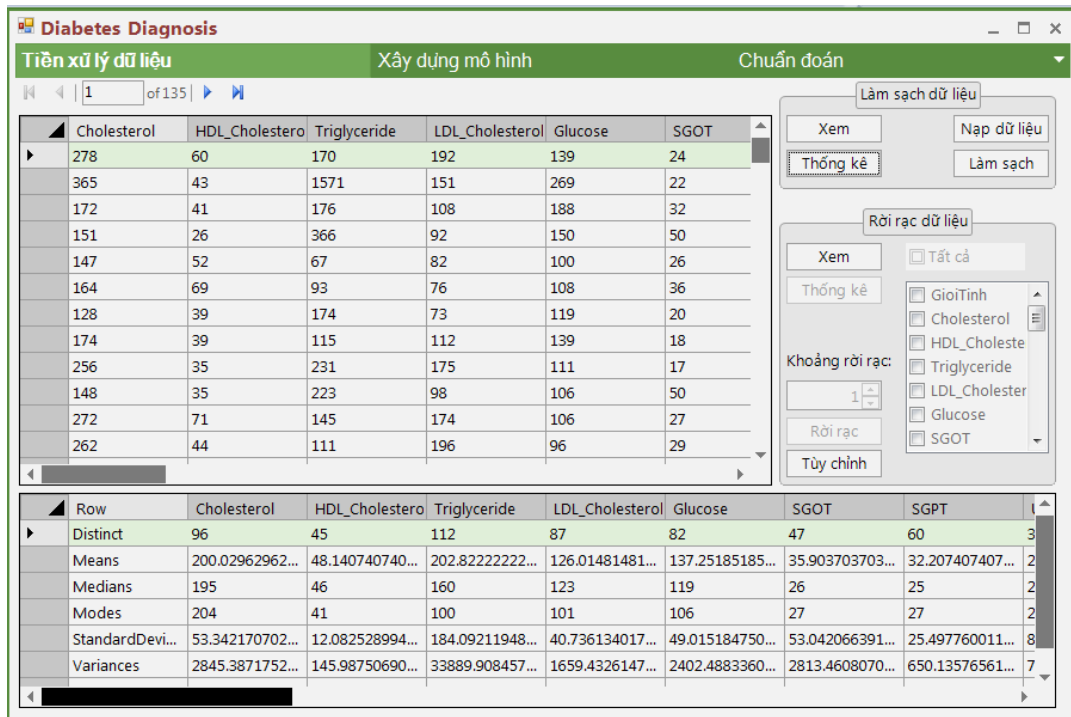 Diabetes Diagnosis
Tiền xữ lý dữ liệu Xây dựng mô hình Chuẩn đoán
1 of 135
Làm sạch dữ liệu
Xem Nạp dữ liệu
Thống kê Làm sạch
Cholesterol HDL_Cholestero Triglyceride LDL_Cholesterol Glucose SGOT
278 60 170 192 139 24
365 43 1571 151 269 22
172 41 176 108 188 32
151 26 366 92 150 50
147 52 67 82 100 26
164 69 93 76 108 36
128 39 174 73 119 20
174 39 115 112 139 18
256 35 231 175 111 17
148 35 223 98 106 50
272 71 145 174 106 27
262 44 111 196 96 29
Rời rạc dữ liệu
Xem Tất cả
Thống kê
GioiTinh
Cholesterol
HDL_Choleste
Triglyceride
LDL_Cholester
Glucose
SGOT
Khoảng rời rạc:
1
Rời rạc
Tùy chỉnh
Row Cholesterol HDL_Cholestero Triglyceride LDL_Cholesterol Glucose SGOT SGPT
Distinct 96 45 112 87 82 47 60 3
Means 200.02962962... 48.140740740... 202.82222222... 126.01481481... 137.25185185... 35.903703703... 32.207407407... 2
Medians 195 46 160 123 119 26 25 2
Modes 204 41 100 101 106 27 27 2
StandardDevi... 53.342170702... 12.082528994... 184.09211948... 40.736134017... 49.015184750... 53.042066391... 25.497760011... 8
Variances 2845.3871752... 145.98750690... 33889.908457... 1659.4326147... 2402.4883360... 2813.4608070... 650.13576561... 7